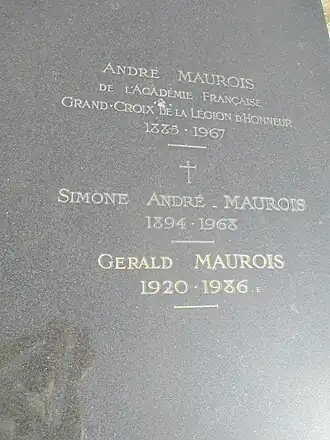 ANDRÉ MAUROIS
DE L'ACADÉMIE FRANÇAISE
GRAND·CROIX DE LA LÉGION D'HONNEUR
1885·1967
SIMONE ANDRÉ-MAUROIS
1894·1968
GERALD MAUROIS
1920·1986